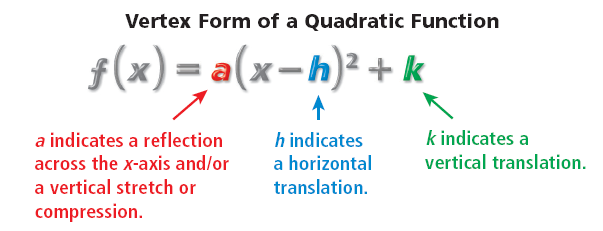 Vertex Form of a Quadratic Function
f(x) = a(x – h)² + k
a indicates a reflection
across the x-axis and/or
a vertical stretch or
compression.
h indicates
a horizontal
translation.
k indicates a
vertical translation.